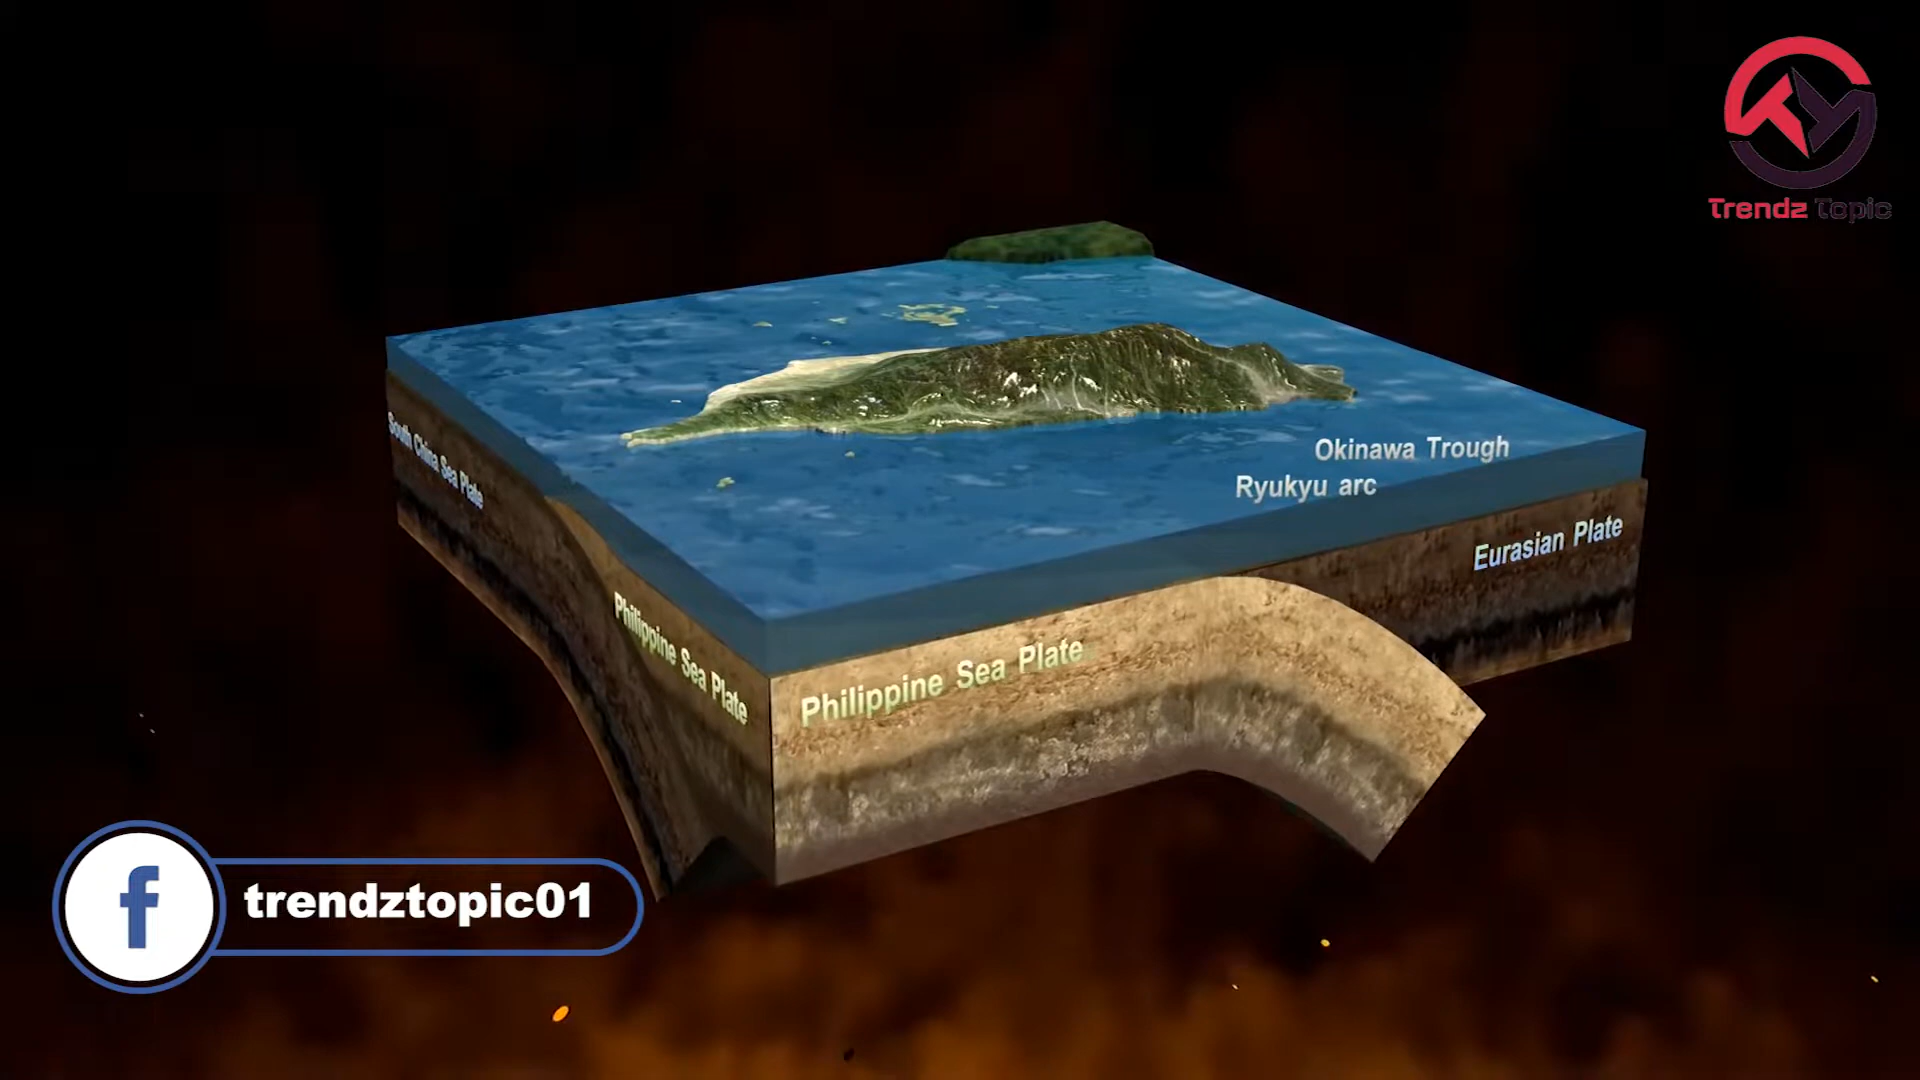 Trendz Topic
Okinawa Trough
Ryukyu arc
South China Sea Plate
Eurasian Plate
Philippine Sea Plate
Philippine Sea Plate
f
trendztopic01